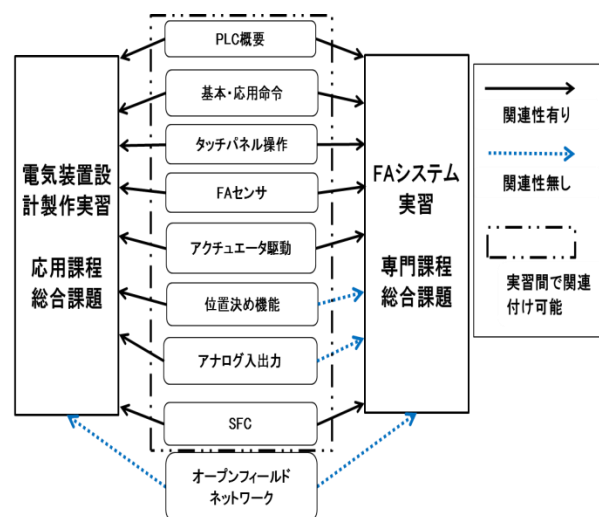 PLC概要
基本・応用命令
タッチパネル操作
FAセンサ
アクチュエータ駆動
位置決め機能
アナログ入出力
SFC
オープンフィールド
ネットワーク
電気装置設
計製作実習
応用課程
総合課題
FAシステム
実習
専門課程
総合課題
関連性有り
関連性無し
実習間で関連
付け可能